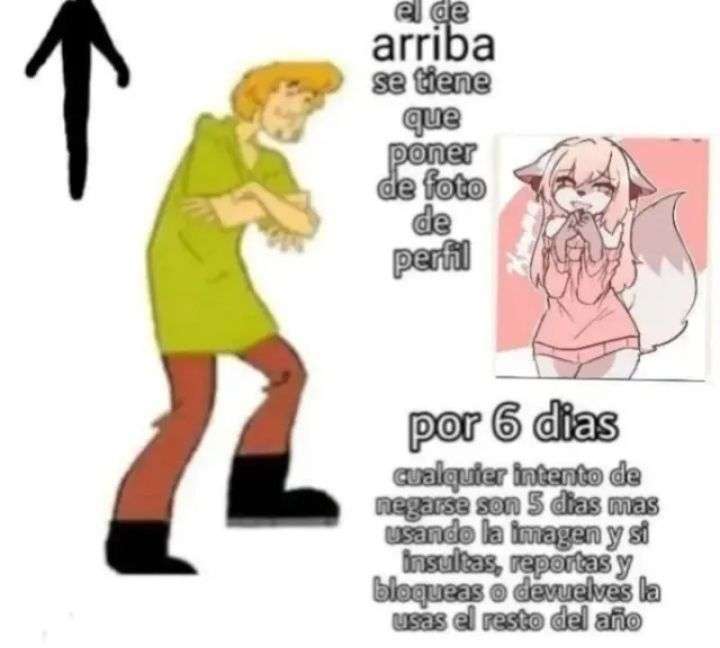 el de
arriba
se tiene
que
poner
de foto
de
perfil
por 6 dias
cualquier intento de
negarse son 5 dias mas
usando la imagen y si
insultas, reportas y
bloqueas o devuelves la
usas el resto del año